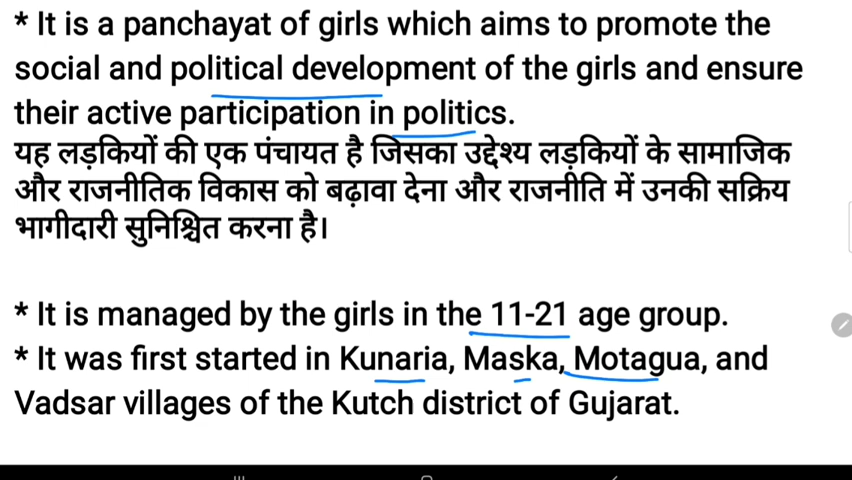 * It is a panchayat of girls which aims to promote the
social and political development of the girls and ensure
their active participation in politics.
यह लड़कियों की एक पंचायत है जिसका उद्देश्य लड़कियों के सामाजिक
और राजनीतिक विकास को बढ़ावा देना और राजनीति में उनकी सक्रिय
भागीदारी सुनिश्चित करना है।
* It is managed by the girls in the 11-21 age group.
* It was first started in Kunaria, Maska, Motagua, and
Vadsar villages of the Kutch district of Gujarat.